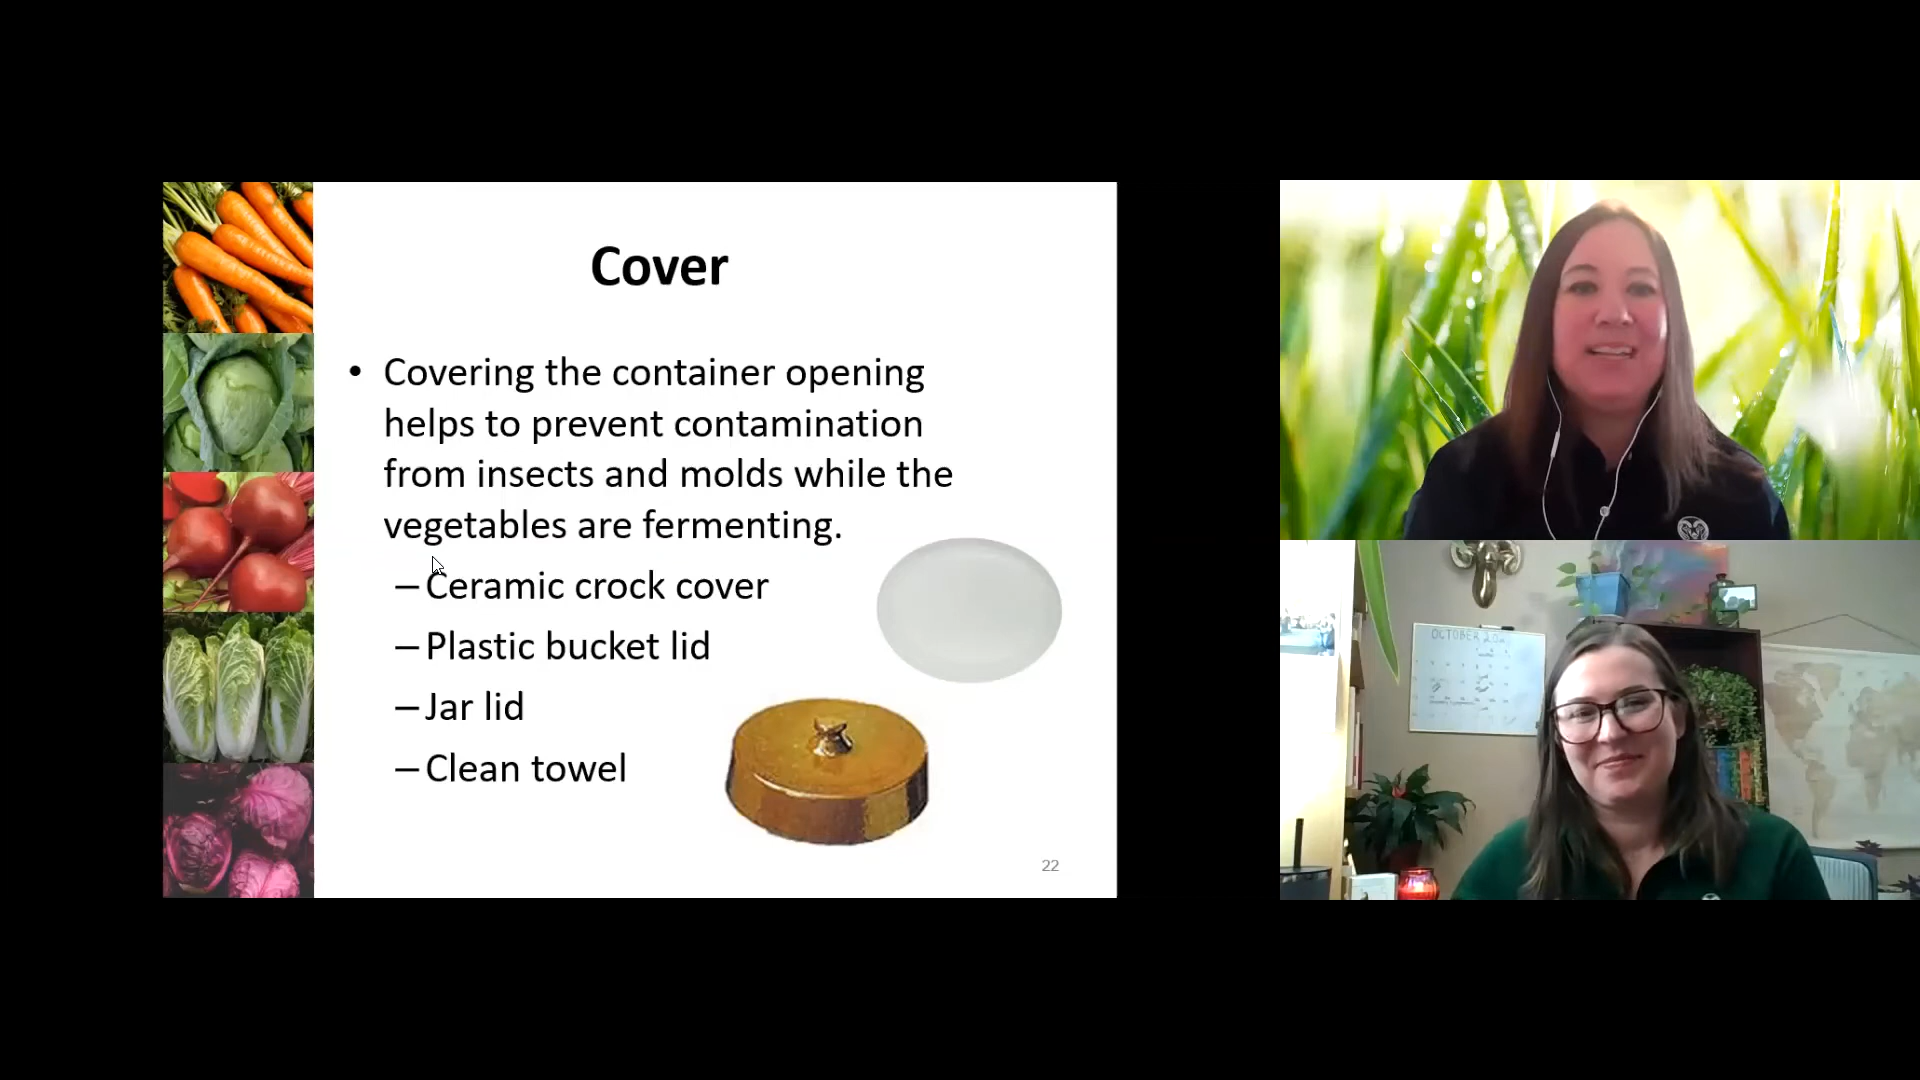 Cover
• Covering the container opening
helps to prevent contamination
from insects and molds while the
vegetables are fermenting.
–Ceramic crock cover
–Plastic bucket lid
–Jar lid
–Clean towel
22
OCTOBER